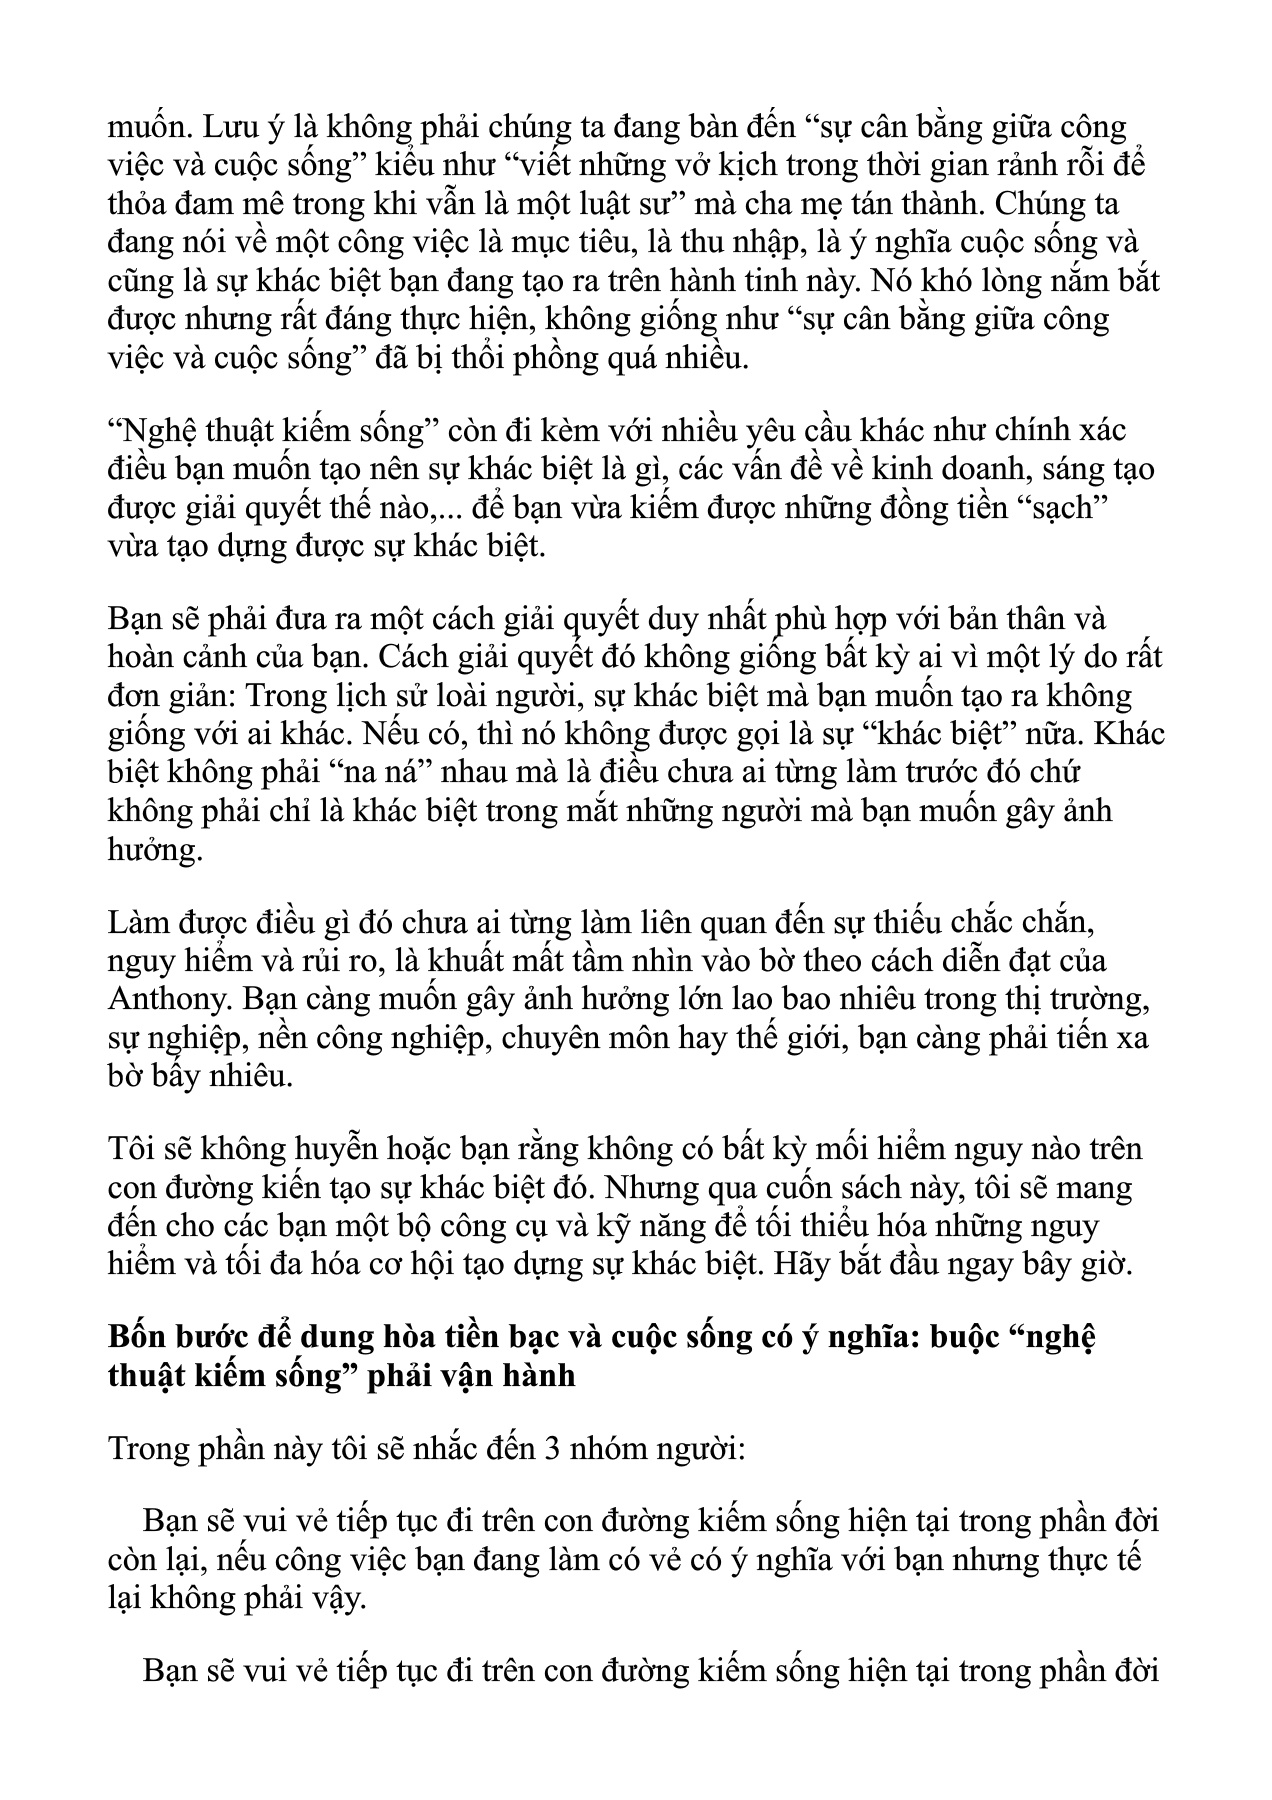 muốn. Lưu ý là không phải chúng ta đang bàn đến “sự cân bằng giữa công
việc và cuộc sống” kiểu như “viết những vở kịch trong thời gian rảnh rỗi để
thỏa đam mê trong khi vẫn là một luật sư” mà cha mẹ tán thành. Chúng ta
đang nói về một công việc là mục tiêu, là thu nhập, là ý nghĩa cuộc sống và
cũng là sự khác biệt bạn đang tạo ra trên hành tinh này. Nó khó lòng nắm bắt
được nhưng rất đáng thực hiện, không giống như “sự cân bằng giữa công
việc và cuộc sống” đã bị thổi phồng quá nhiều.
“Nghệ thuật kiếm sống” còn đi kèm với nhiều yêu cầu khác như chính xác
điều bạn muốn tạo nên sự khác biệt là gì, các vấn đề về kinh doanh, sáng tạo
được giải quyết thế nào,... để bạn vừa kiếm được những đồng tiền “sạch”
vừa tạo dựng được sự khác biệt.
Bạn sẽ phải đưa ra một cách giải quyết duy nhất phù hợp với bản thân và
hoàn cảnh của bạn. Cách giải quyết đó không giống bất kỳ ai vì một lý do rất
đơn giản: Trong lịch sử loài người, sự khác biệt mà bạn muốn tạo ra không
giống với ai khác. Nếu có, thì nó không được gọi là sự “khác biệt” nữa. Khác
biệt không phải “na ná” nhau mà là điều chưa ai từng làm trước đó chứ
không phải chỉ là khác biệt trong mắt những người mà bạn muốn gây ảnh
hưởng.
Làm được điều gì đó chưa ai từng làm liên quan đến sự thiếu chắc chắn,
nguy hiểm và rủi ro, là khuất mất tầm nhìn vào bờ theo cách diễn đạt của
Anthony. Bạn càng muốn gây ảnh hưởng lớn lao bao nhiêu trong thị trường,
sự nghiệp, nền công nghiệp, chuyên môn hay thế giới, bạn càng phải tiến xa
bờ bấy nhiêu.
Tôi sẽ không huyễn hoặc bạn rằng không có bất kỳ mối hiểm nguy nào trên
con đường kiến tạo sự khác biệt đó. Nhưng qua cuốn sách này, tôi sẽ mang
đến cho các bạn một bộ công cụ và kỹ năng để tối thiểu hóa những nguy
hiểm và tối đa hóa cơ hội tạo dựng sự khác biệt. Hãy bắt đầu ngay bây giờ.
Bốn bước để dung hòa tiền bạc và cuộc sống có ý nghĩa: buộc “nghệ
thuật kiếm sống” phải vận hành
Trong phần này tôi sẽ nhắc đến 3 nhóm người:
Bạn sẽ vui vẻ tiếp tục đi trên con đường kiếm sống hiện tại trong phần đời
còn lại, nếu công việc bạn đang làm có vẻ có ý nghĩa với bạn nhưng thực tế
lại không phải vậy.
Bạn sẽ vui vẻ tiếp tục đi trên con đường kiếm sống hiện tại trong phần đời